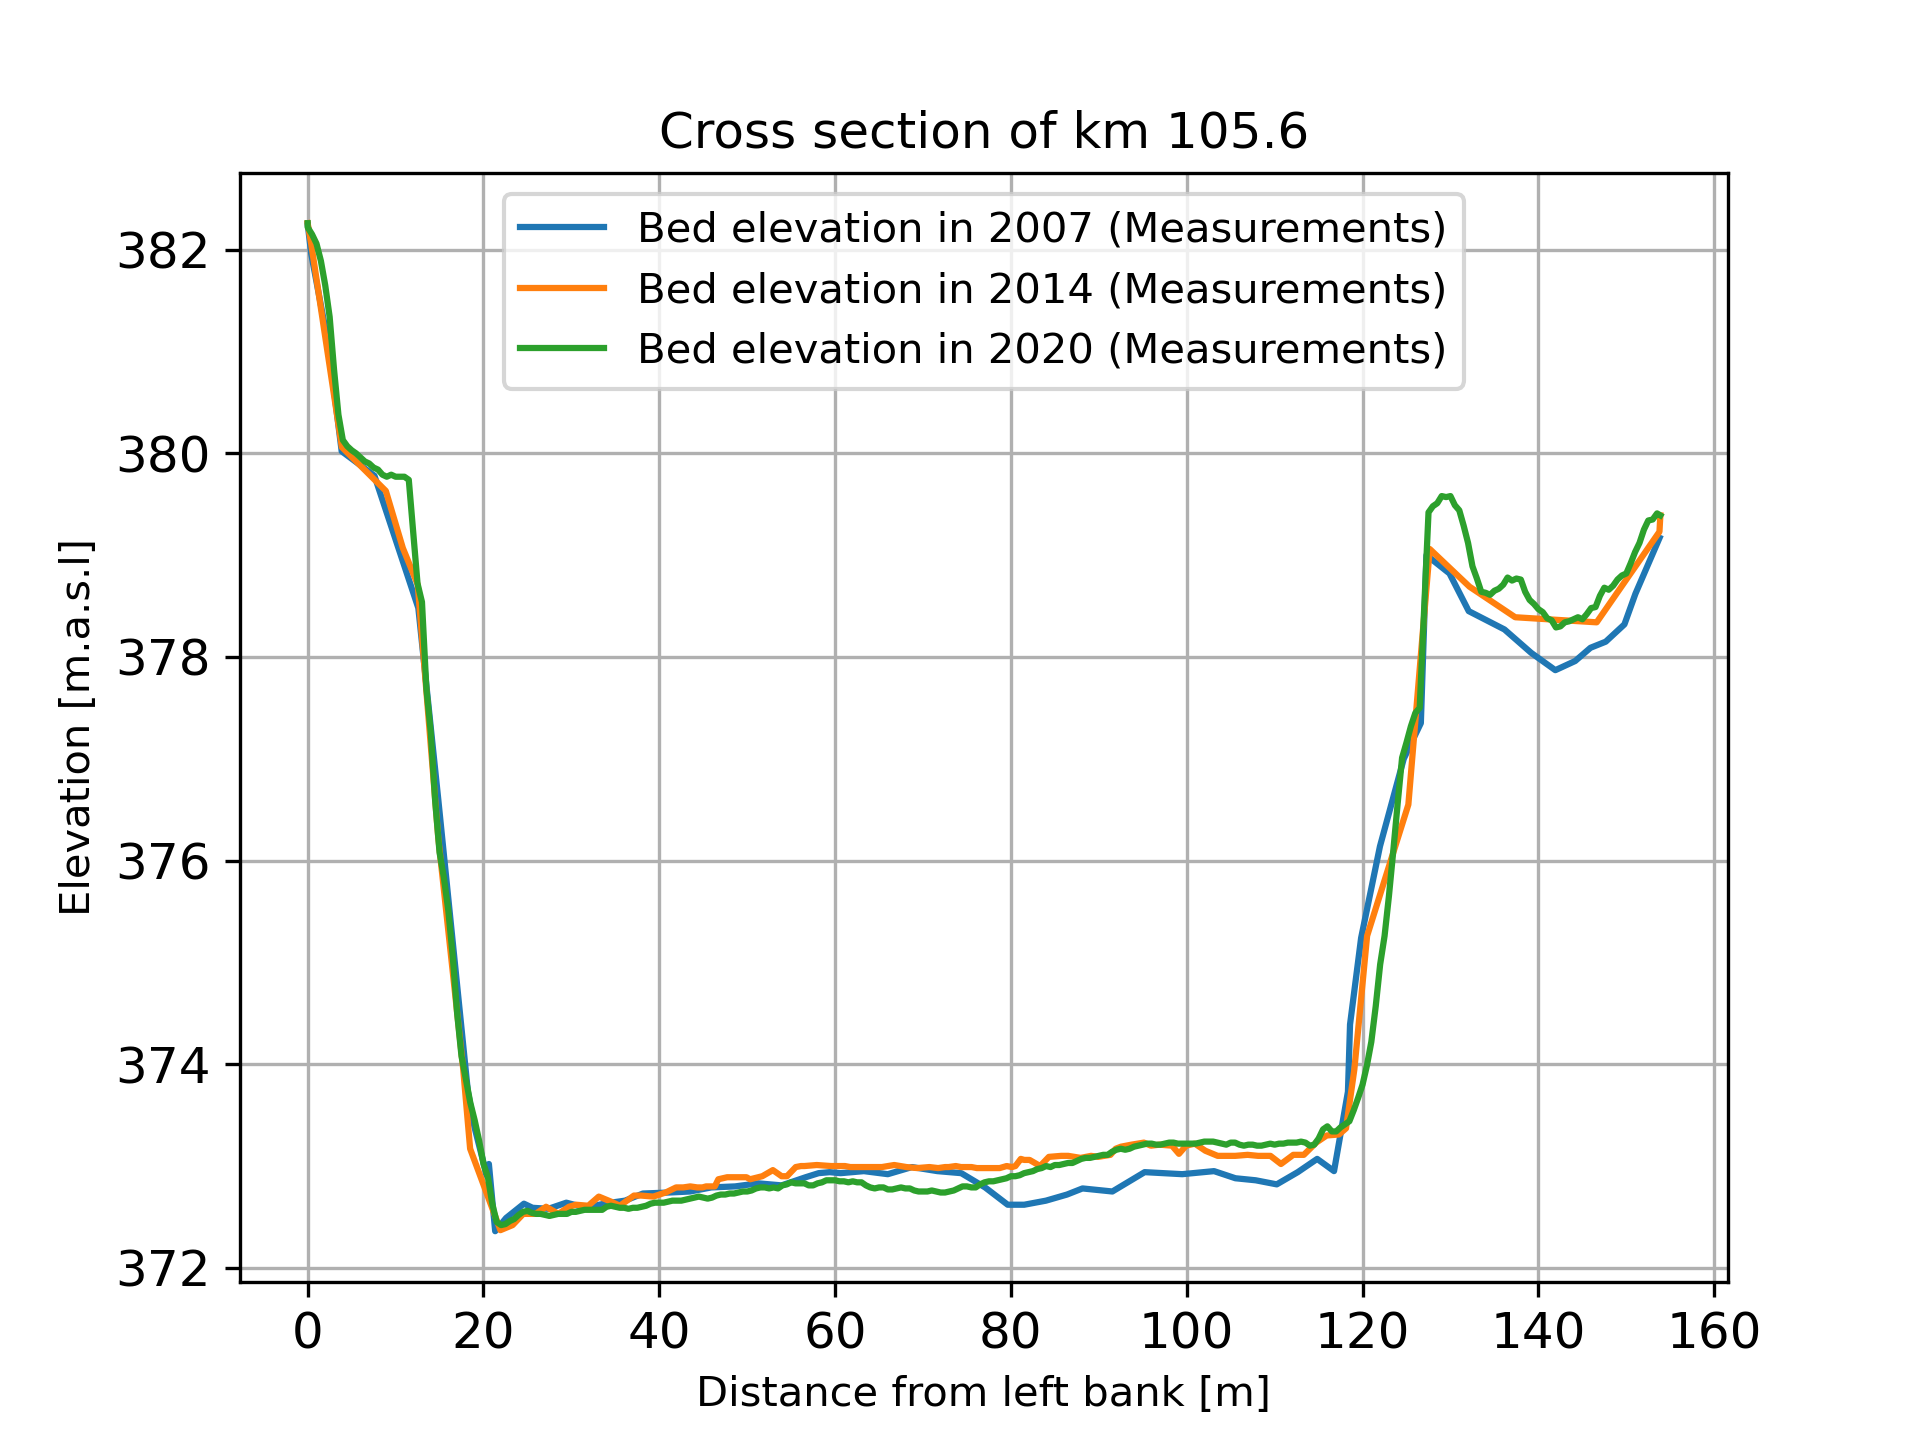 Cross section of km 105.6
Bed elevation in 2007 (Measurements)
Bed elevation in 2014 (Measurements)
Bed elevation in 2020 (Measurements)
Elevation [m.a.s.l]
382
380
378
376
374
372
0 20 40 60 80 100 120 140 160
Distance from left bank [m]